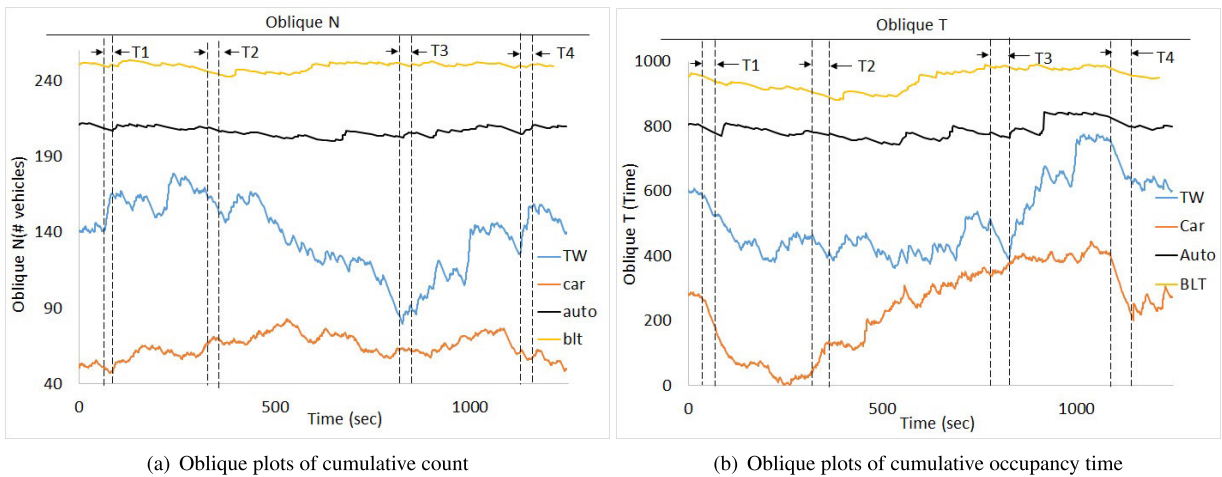 Oblique N
T1
T2
T3
T4
240
190
140
90
40
Oblique N(# vehicles)
0
500
1000
Time (sec)
TW
car
auto
blt
(a) Oblique plots of cumulative count
Oblique T
T1
T2
T3
T4
1000
800
600
400
200
0
Oblique T (Time)
0
500
1000
Time (sec)
TW
Car
Auto
BLT
(b) Oblique plots of cumulative occupancy time